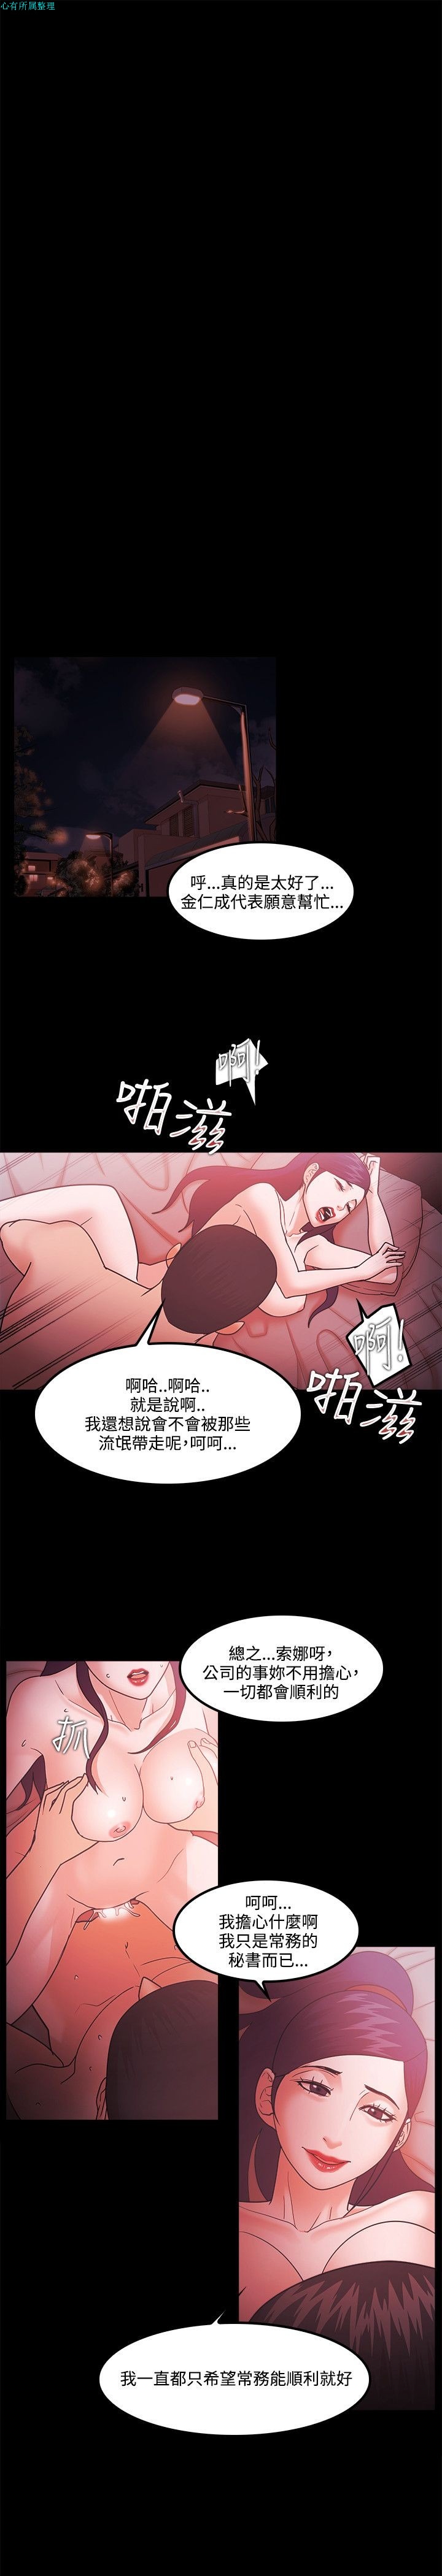 心有所属整理
呼...真的是太好了...
金仁成代表願意幫忙...
啊!
啪滋
啊!
啪滋
啊哈..啊哈..
就是說啊..
我還想說會不會被那些
流氓帶走呢,呵呵...
總之...索娜呀,
公司的事妳不用擔心,
一切都會順利的
抓
呵呵...
我擔心什麼啊
我只是常務的
秘書而已...
我一直都只希望常務能順利就好